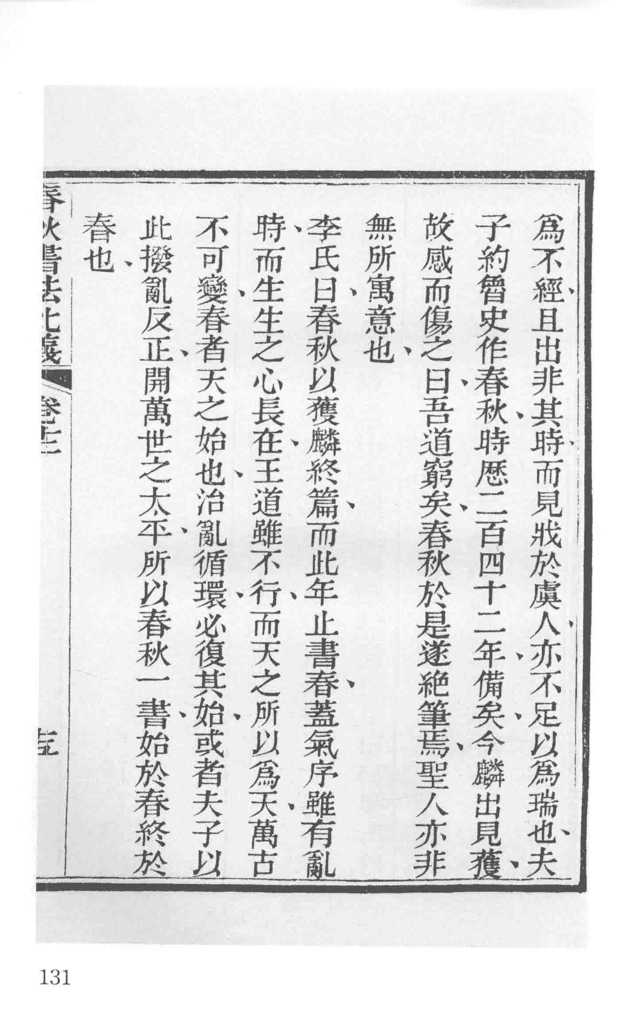 為不經、且出非其時、而見戕於虞人、亦不足以為瑞也、夫
子約魯史作春秋、時歷二百四十二年、備矣、今麟出見獲、
故感而傷之、曰吾道窮矣、春秋於是遂絕筆焉、聖人亦非
無所寓意也、
李氏曰、春秋以獲麟終篇、而此年止書春、蓋氣序雖有亂
時、而生生之心長在、王道雖不行、而天之所以為天、萬古
不可變、春者天之始也、治亂循環、必復其始、或者夫子以
此撥亂反正、開萬世之太平、所以春秋一書、始於春終於
春也、
春秋書法比義 卷十二
131